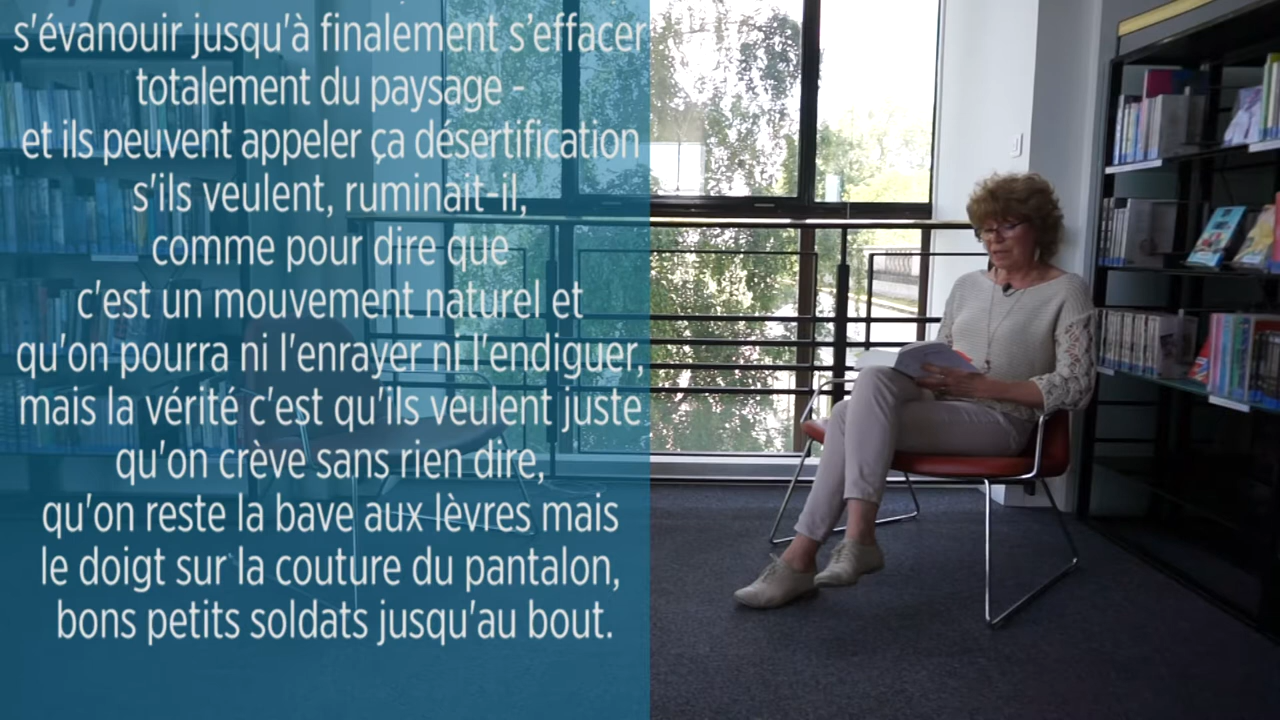 s'évanouir jusqu'à finalement s'effacer
totalement du paysage -
et ils peuvent appeler ça désertification
s'ils veulent, ruminait-il,
comme pour dire que
c'est un mouvement naturel et
qu'on pourra ni l'enrayer ni l'endiguer,
mais la vérité c'est qu'ils veulent juste
qu'on crève sans rien dire,
qu'on reste la bave aux lèvres mais
le doigt sur la couture du pantalon,
bons petits soldats jusqu'au bout.